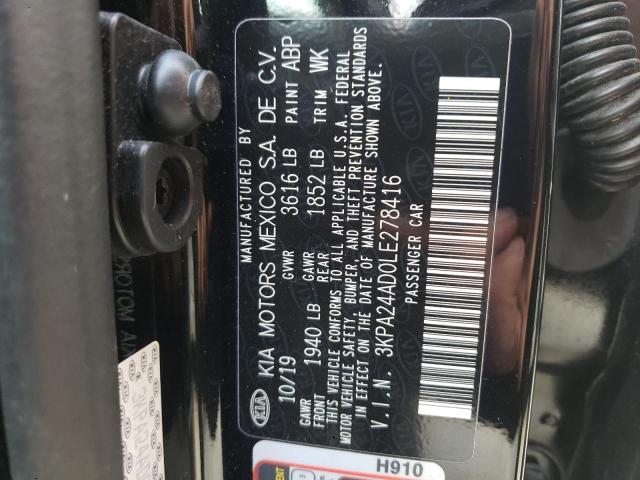 MANUFACTURED BY
KIA KIA MOTORS MEXICO S.A. DE C.V.
10/19 GVWR 3616 LB PAINT ABP
GAWR FRONT 1940 LB GAWR REAR 1852 LB TRIM WK
THIS VEHICLE CONFORMS TO ALL APPLICABLE U.S.A. FEDERAL
MOTOR VEHICLE SAFETY, BUMPER, AND THEFT PREVENTION STANDARDS
IN EFFECT ON THE DATE OF MANUFACTURE SHOWN ABOVE.
V.I.N. 3KPA24AD0LE278416
PASSENGER CAR
H910
PROTOM